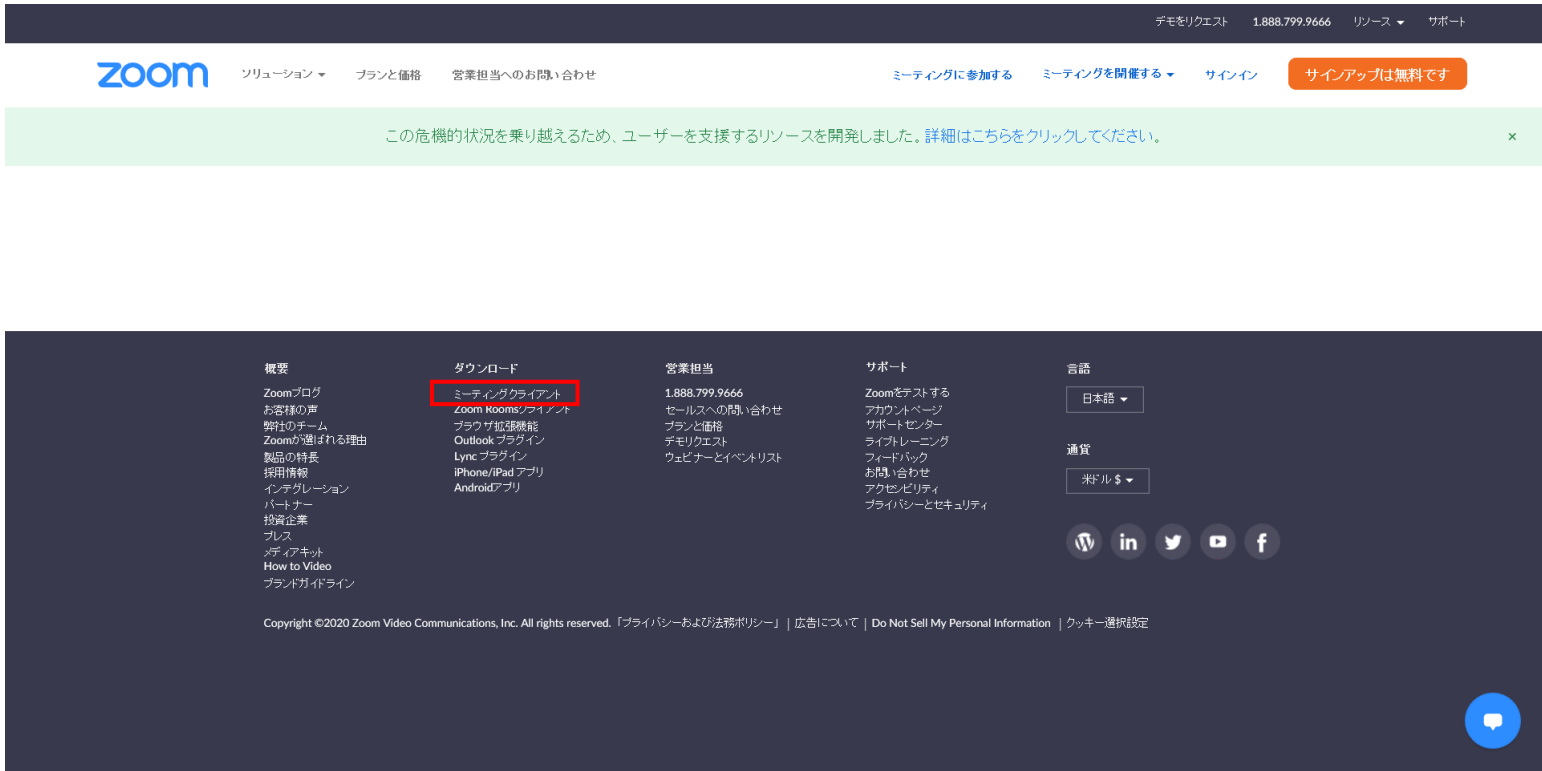 デモをリクエスト 1.888.799.9666 リソース サポート
zoom ソリューション プランと価格 営業担当へのお問い合わせ ミーティングに参加する ミーティングを開催する サインイン サインアップは無料です
この危機的状況を乗り越えるため、ユーザーを支援するリソースを開発しました。詳細はこちらをクリックしてください。 ×
概要
Zoomブログ
お客様の声
弊社のチーム
Zoomが選ばれる理由
製品の特長
採用情報
インテグレーション
パートナー
投資企業
プレス
メディアキット
How to Video
ブランドガイドライン
ダウンロード
ミーティングクライアント
Zoom Roomsクライアント
ブラウザ拡張機能
Outlook プラグイン
Lync プラグイン
iPhone/iPad アプリ
Androidアプリ
営業担当
1.888.799.9666
セールスへの問い合わせ
プランと価格
デモリクエスト
ウェビナーとイベントリスト
サポート
Zoomをテストする
アカウントページ
サポートセンター
ライブトレーニング
フィードバック
お問い合わせ
アクセシビリティ
プライバシーとセキュリティ
言語
日本語
通貨
米ドル $
in
f
Copyright ©2020 Zoom Video Communications, Inc. All rights reserved.「プライバシーおよび法務ポリシー」 | 広告について | Do Not Sell My Personal Information | クッキー選択設定